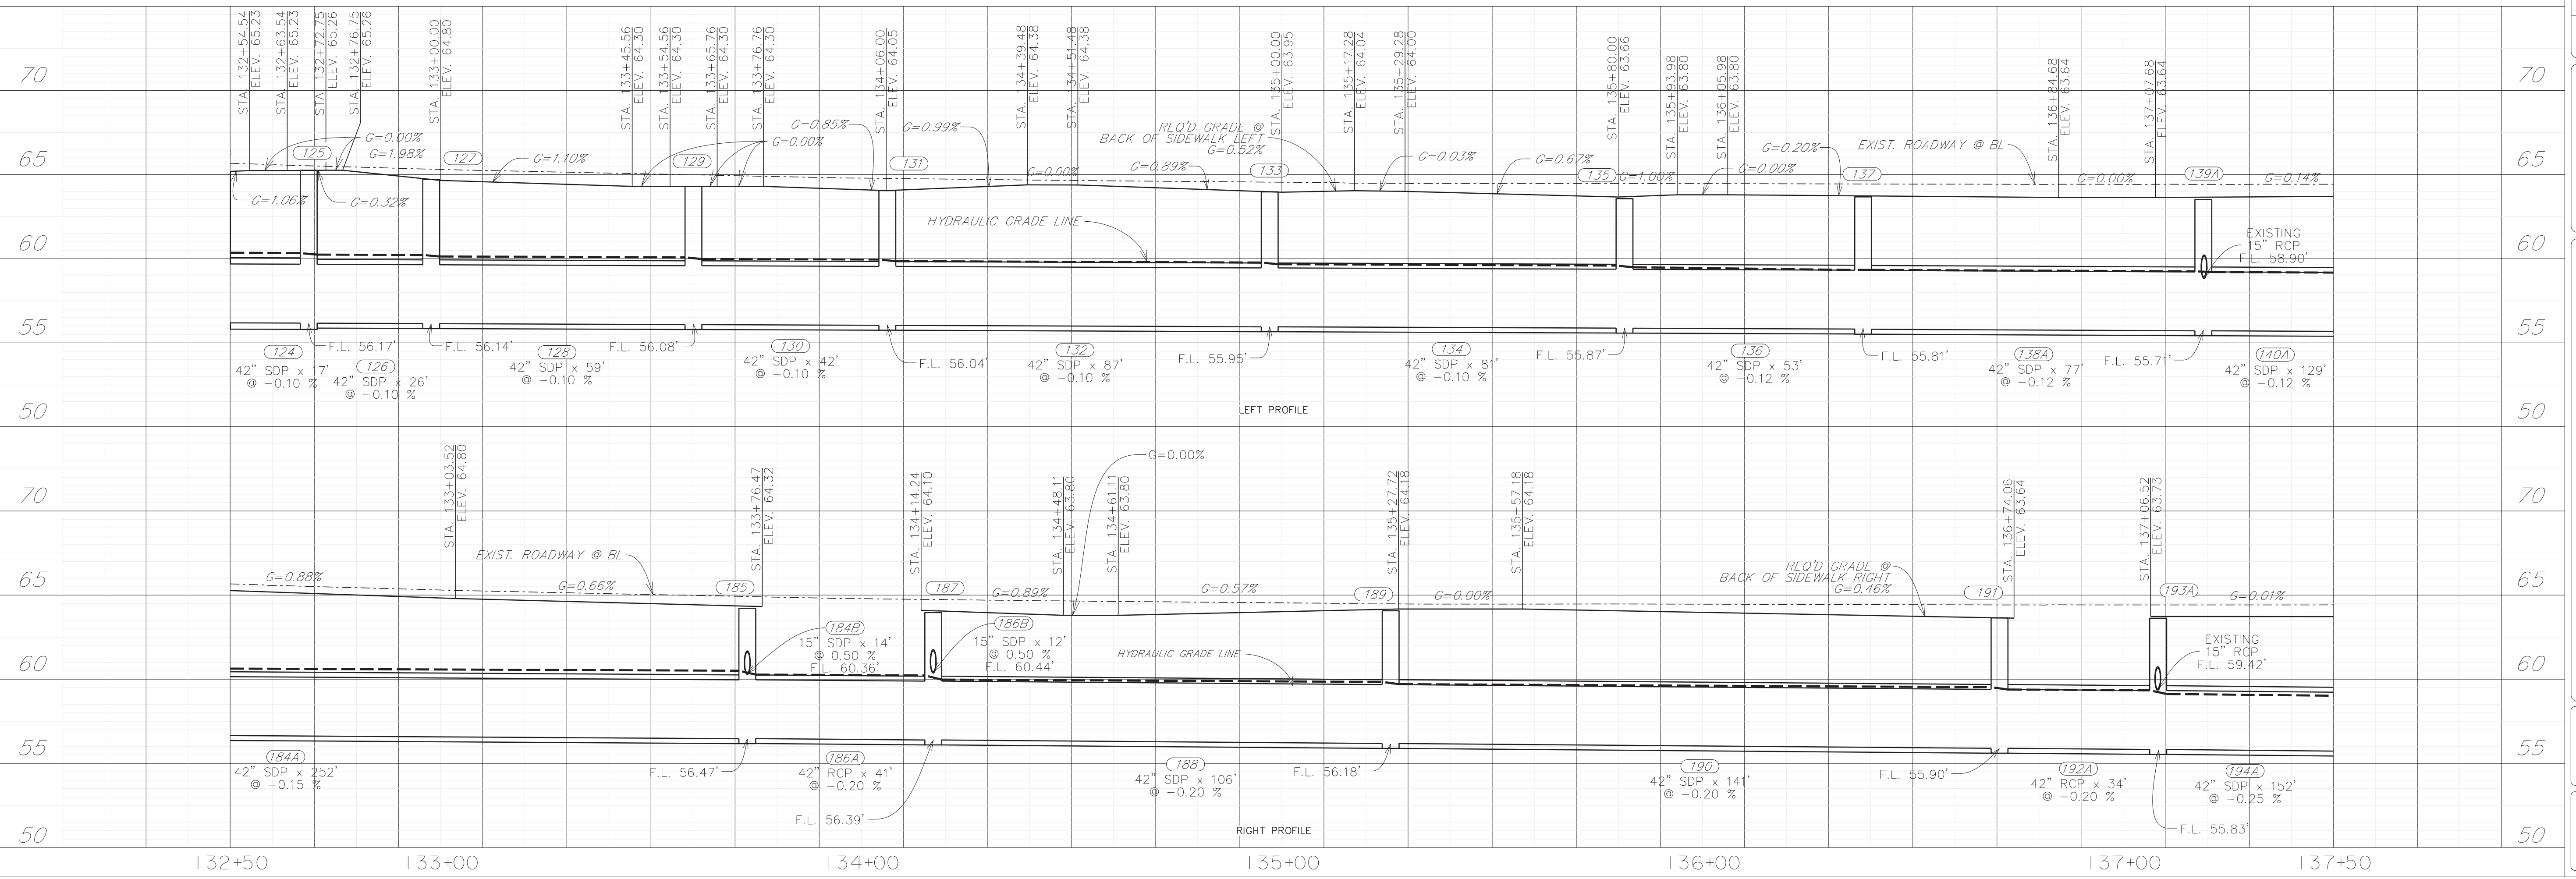 STA. 132+54.54
ELEV. 65.23
STA. 132+63.54
ELEV. 65.23
STA. 132+72.75
ELEV. 65.26
STA. 132+76.75
ELEV. 65.26
STA. 133+00.00
ELEV. 64.80
STA. 133+45.56
ELEV. 64.30
STA. 133+54.56
ELEV. 64.30
STA. 133+65.76
ELEV. 64.30
STA. 133+76.76
ELEV. 64.30
STA. 134+06.00
ELEV. 64.05
STA. 134+39.48
ELEV. 64.38
STA. 134+51.48
ELEV. 64.38
STA. 135+00.00
ELEV. 63.95
STA. 135+17.28
ELEV. 64.04
STA. 135+29.28
ELEV. 64.00
STA. 135+80.00
ELEV. 63.66
STA. 135+93.98
ELEV. 63.80
STA. 136+05.98
ELEV. 63.80
STA. 136+84.68
ELEV. 63.64
STA. 137+07.68
ELEV. 63.64
70
70
G=0.00%
G=0.85%
G=0.99%
REQ'D GRADE @
BACK OF SIDEWALK LEFT
G=0.52%
G=0.00%
G=0.20%
EXIST. ROADWAY @ BL
65
125
G=1.98%
127
G=1.10%
129
131
G=0.00%
G=0.89%
133
G=0.03%
G=0.67%
135
G=1.00%
G=0.00%
137
G=0.00%
139A
G=0.14%
65
G=1.06%
G=0.32%
HYDRAULIC GRADE LINE
60
EXISTING
15" RCP
F.L. 58.90'
60
55
55
124
42" SDP x 17'
@ -0.10 %
F.L. 56.17'
126
42" SDP x 26'
@ -0.10 %
F.L. 56.14'
128
42" SDP x 59'
@ -0.10 %
F.L. 56.08'
130
42" SDP x 42'
@ -0.10 %
F.L. 56.04'
132
42" SDP x 87'
@ -0.10 %
F.L. 55.95'
134
42" SDP x 81'
@ -0.10 %
F.L. 55.87'
136
42" SDP x 53'
@ -0.12 %
F.L. 55.81'
138A
42" SDP x 77'
@ -0.12 %
F.L. 55.71'
140A
42" SDP x 129'
@ -0.12 %
50
LEFT PROFILE
50
STA. 133+03.52
ELEV. 64.80
STA. 133+76.47
ELEV. 64.32
STA. 134+14.24
ELEV. 64.10
STA. 134+48.11
ELEV. 63.80
STA. 134+61.11
ELEV. 63.80
G=0.00%
STA. 135+27.72
ELEV. 64.18
STA. 135+57.18
ELEV. 64.18
STA. 136+74.06
ELEV. 63.64
STA. 137+06.52
ELEV. 63.73
70
70
EXIST. ROADWAY @ BL
REQ'D GRADE @
BACK OF SIDEWALK RIGHT
G=0.46%
65
G=0.88%
G=0.66%
185
187
G=0.89%
G=0.57%
189
G=0.00%
191
193A
G=0.01%
65
184B
15" SDP x 14'
@ 0.50 %
F.L. 60.36'
186B
15" SDP x 12'
@ 0.50 %
F.L. 60.44'
HYDRAULIC GRADE LINE
EXISTING
15" RCP
F.L. 59.42'
60
60
55
55
184A
42" SDP x 252'
@ -0.15 %
F.L. 56.47'
186A
42" RCP x 41'
@ -0.20 %
F.L. 56.39'
188
42" SDP x 106'
@ -0.20 %
F.L. 56.18'
190
42" SDP x 141'
@ -0.20 %
F.L. 55.90'
192A
42" RCP x 34'
@ -0.20 %
F.L. 55.83'
194A
42" SDP x 152'
@ -0.25 %
50
RIGHT PROFILE
50
132+50
133+00
134+00
135+00
136+00
137+00
137+50